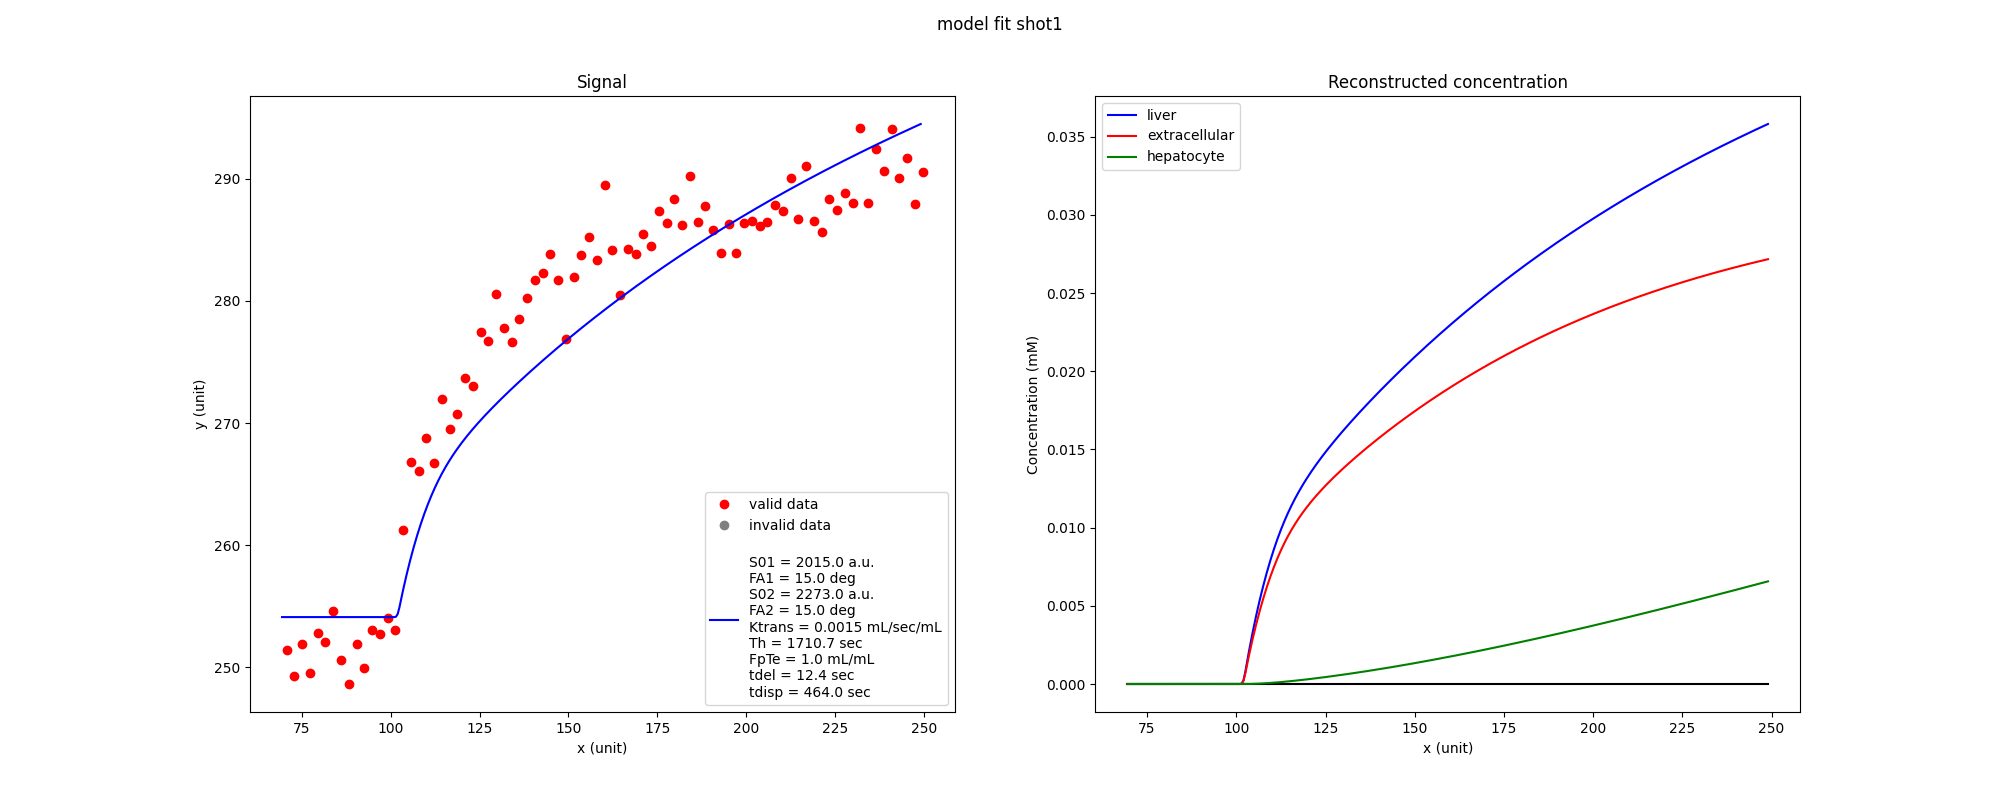 model fit shot1
Signal
y (unit)
290
280
270
260
250
75
100
125
150
175
200
225
250
x (unit)
valid data
invalid data
S01 = 2015.0 a.u.
FA1 = 15.0 deg
S02 = 2273.0 a.u.
FA2 = 15.0 deg
Ktrans = 0.0015 mL/sec/mL
Th = 1710.7 sec
FpTe = 1.0 mL/mL
tdel = 12.4 sec
tdisp = 464.0 sec
Reconstructed concentration
Concentration (mM)
0.035
0.030
0.025
0.020
0.015
0.010
0.005
0.000
75
100
125
150
175
200
225
250
x (unit)
liver
extracellular
hepatocyte